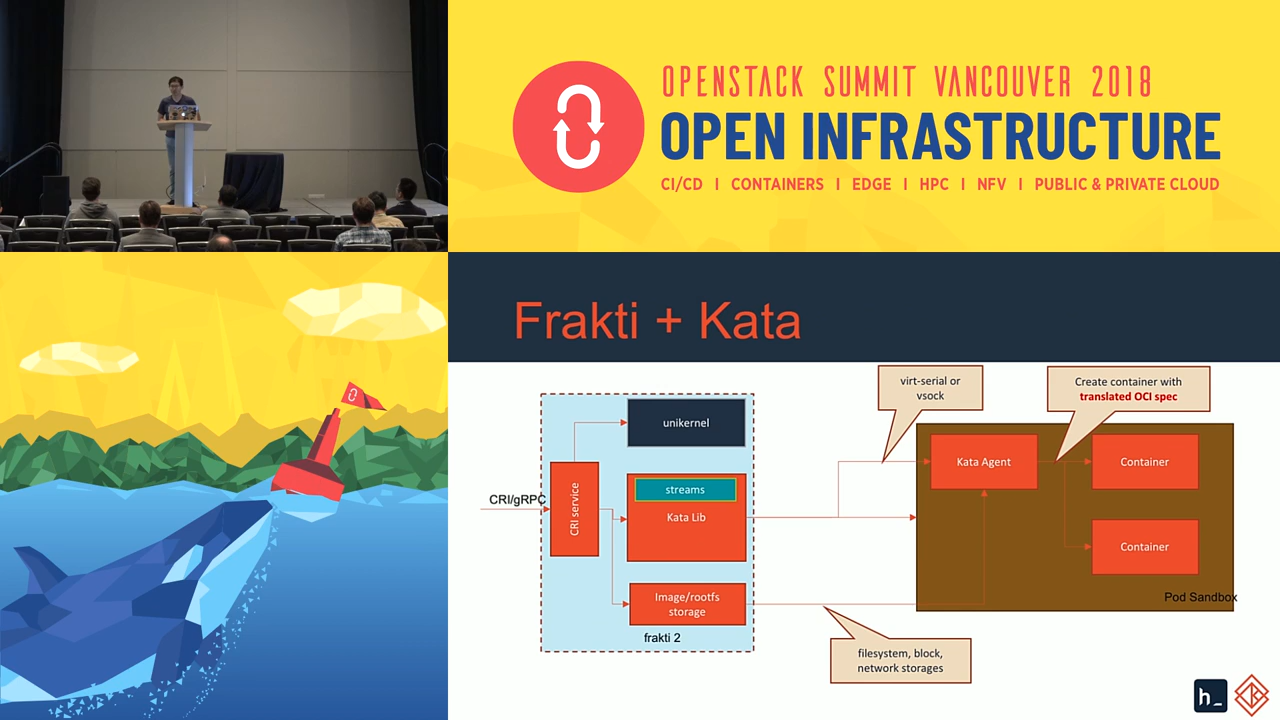 OPENSTACK SUMMIT VANCOUVER 2018
OPEN INFRASTRUCTURE
CI/CD | CONTAINERS | EDGE | HPC | NFV | PUBLIC & PRIVATE CLOUD
Frakti + Kata
virt-serial or
vsock
Create container with
translated OCI spec
unikernel
CRI/gRPC
CRI service
streams
Kata Lib
Kata Agent
Container
Container
Image/rootfs
storage
frakti 2
Pod Sandbox
filesystem, block,
network storages
h_